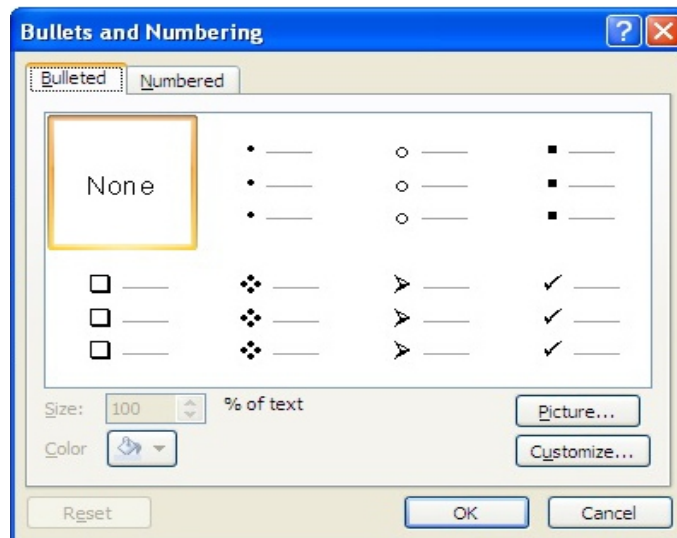 Bullets and Numbering
Bulleted Numbered
None
Size: 100 % of text
Picture...
Color
Customize...
Reset OK Cancel